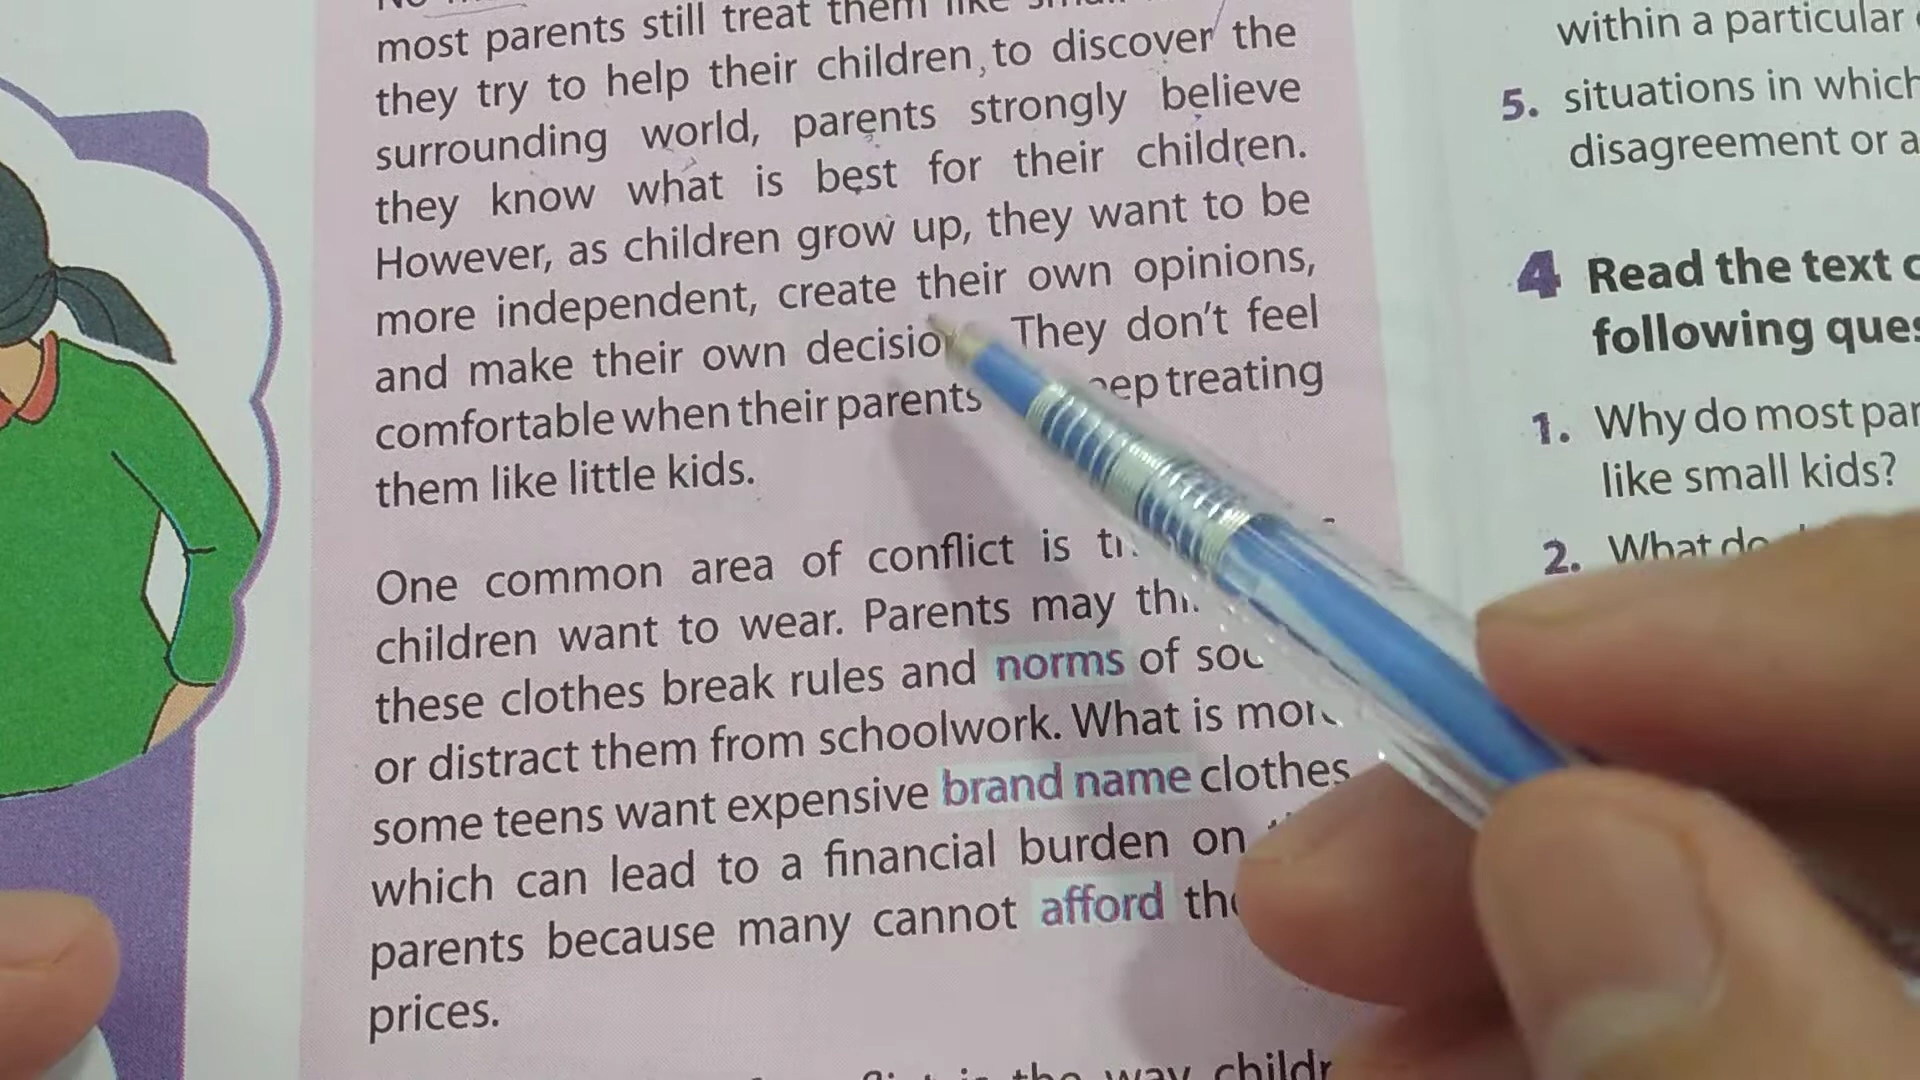 most parents still treat them like
they try to help their children, to discover the
surrounding world, parents strongly believe
they know what is best for their children.
However, as children grow up, they want to be
more independent, create their own opinions,
and make their own They don't feel
comfortable when their parents treating
them like little kids.
One common area of conflict is
children want to wear. Parents may
these clothes break rules and norms of
or distract them from schoolwork. What is
some teens want expensive brand name clothes
which can lead to a financial burden on
parents because many cannot afford
prices.
is the way
within a particular
5. situations in which
disagreement or
4 Read the text
following
1. Why do most
like small kids?
2. What do